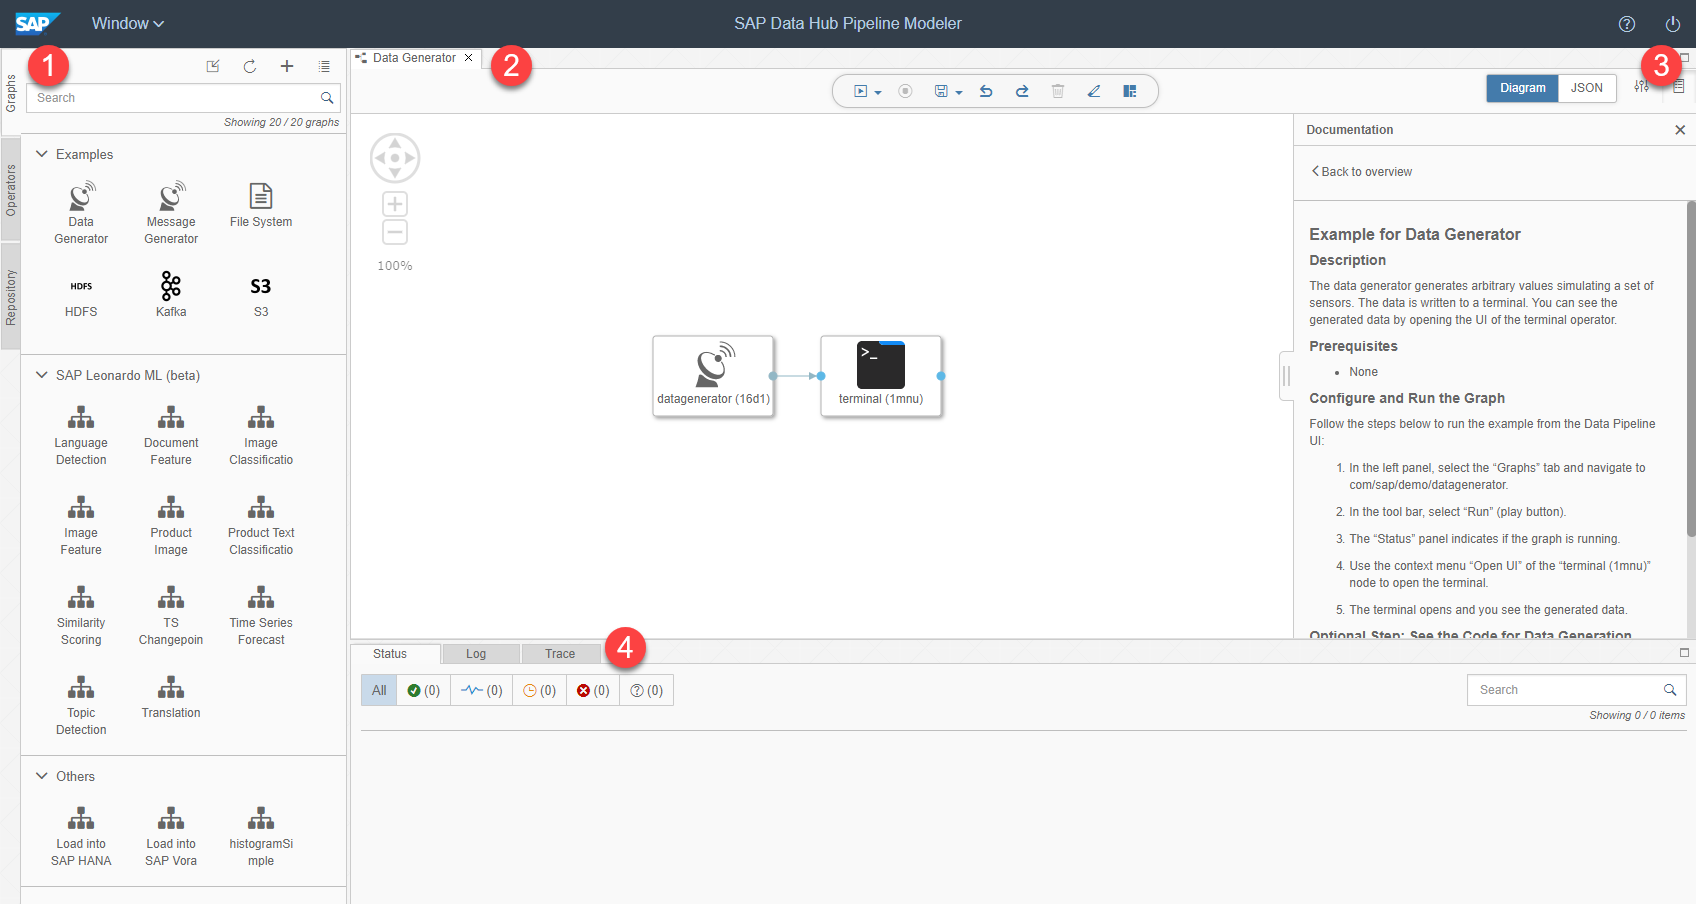 SAP
Window
SAP Data Hub Pipeline Modeler
1
Graphs
Operators
Repository
Search
Showing 20 / 20 graphs
Examples
Data
Generator
Message
Generator
File System
HDFS
HDFS
Kafka
S3
S3
SAP Leonardo ML (beta)
Language
Detection
Document
Feature
Image
Classificatio
Image
Feature
Product
Image
Product Text
Classificatio
Similarity
Scoring
TS
Changepoin
Time Series
Forecast
Topic
Detection
Translation
Others
Load into
SAP HANA
Load into
SAP Vora
histogramSi
mple
Data Generator
2
Diagram
JSON
3
100%
datagenerator (16d1)
>_
terminal (1mnu)
Documentation
Back to overview
Example for Data Generator
Description
The data generator generates arbitrary values simulating a set of
sensors. The data is written to a terminal. You can see the
generated data by opening the UI of the terminal operator.
Prerequisites
• None
Configure and Run the Graph
Follow the steps below to run the example from the Data Pipeline
UI:
1. In the left panel, select the “Graphs” tab and navigate to
com/sap/demo/datagenerator.
2. In the tool bar, select “Run” (play button).
3. The “Status” panel indicates if the graph is running.
4. Use the context menu “Open UI” of the “terminal (1mnu)”
node to open the terminal.
5. The terminal opens and you see the generated data.
Optional Step: See the Code for Data Generation
Status
Log
Trace
4
All
(0)
(0)
(0)
(0)
(0)
Search
Showing 0 / 0 items